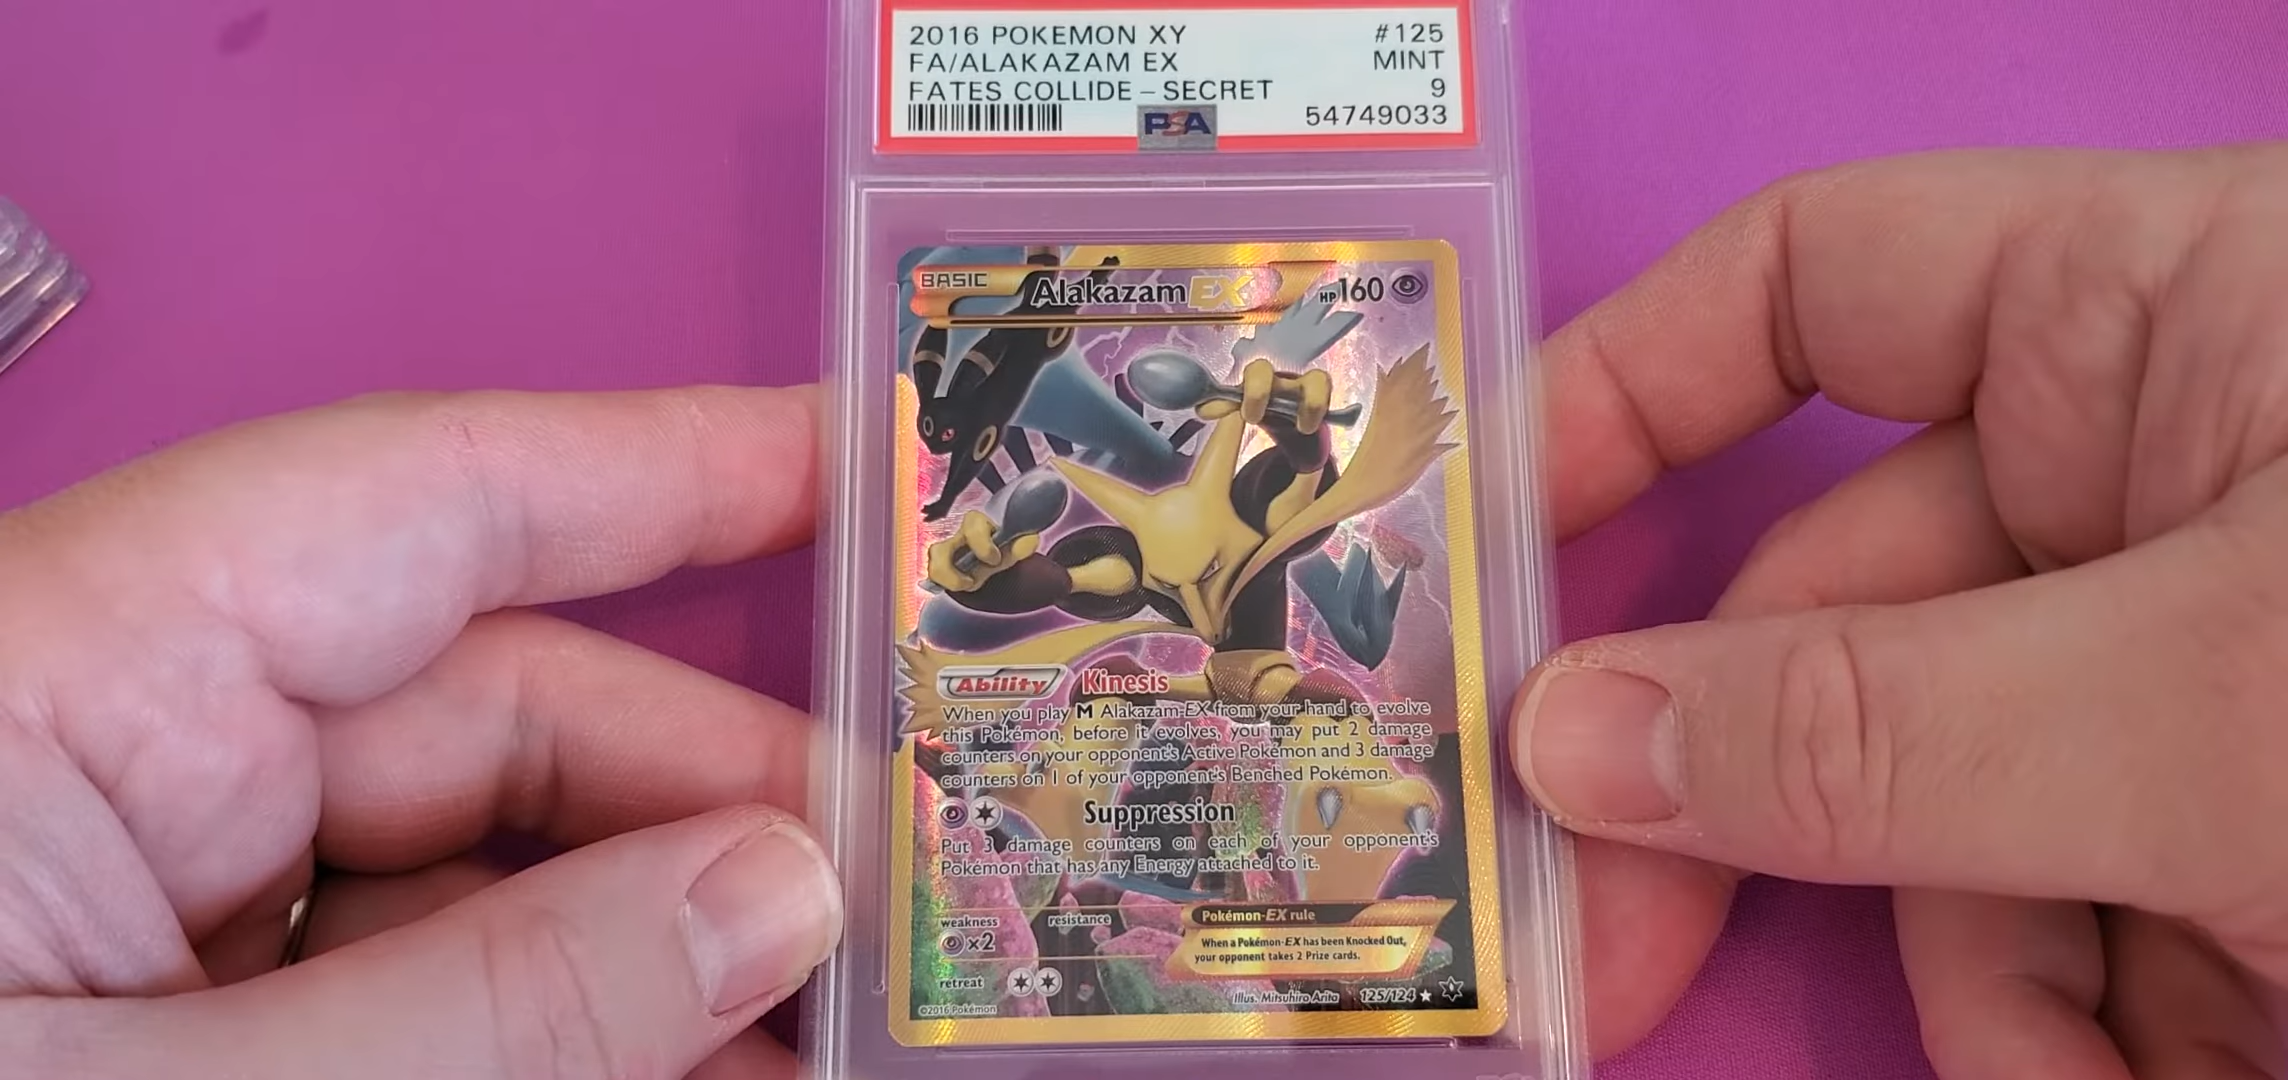 2016 POKEMON XY #125
FA/ALAKAZAM EX MINT
FATES COLLIDE - SECRET 9
PSA 54749033
BASIC Alakazam EX HP160
Ability Kinesis
When you play M Alakazam-EX from your hand to evolve
this Pokémon, before it evolves, you may put 2 damage
counters on your opponent's Active Pokémon and 3 damage
counters on 1 of your opponent's Benched Pokémon.
Suppression
Put 3 damage counters on each of your opponent's
Pokémon that has any Energy attached to it.
weakness resistance
×2
Pokémon-EX rule
When a Pokémon-EX has been Knocked Out,
your opponent takes 2 Prize cards.
retreat
Illus. Mitsuhiro Arita 125/124 ★
©2016 Pokémon